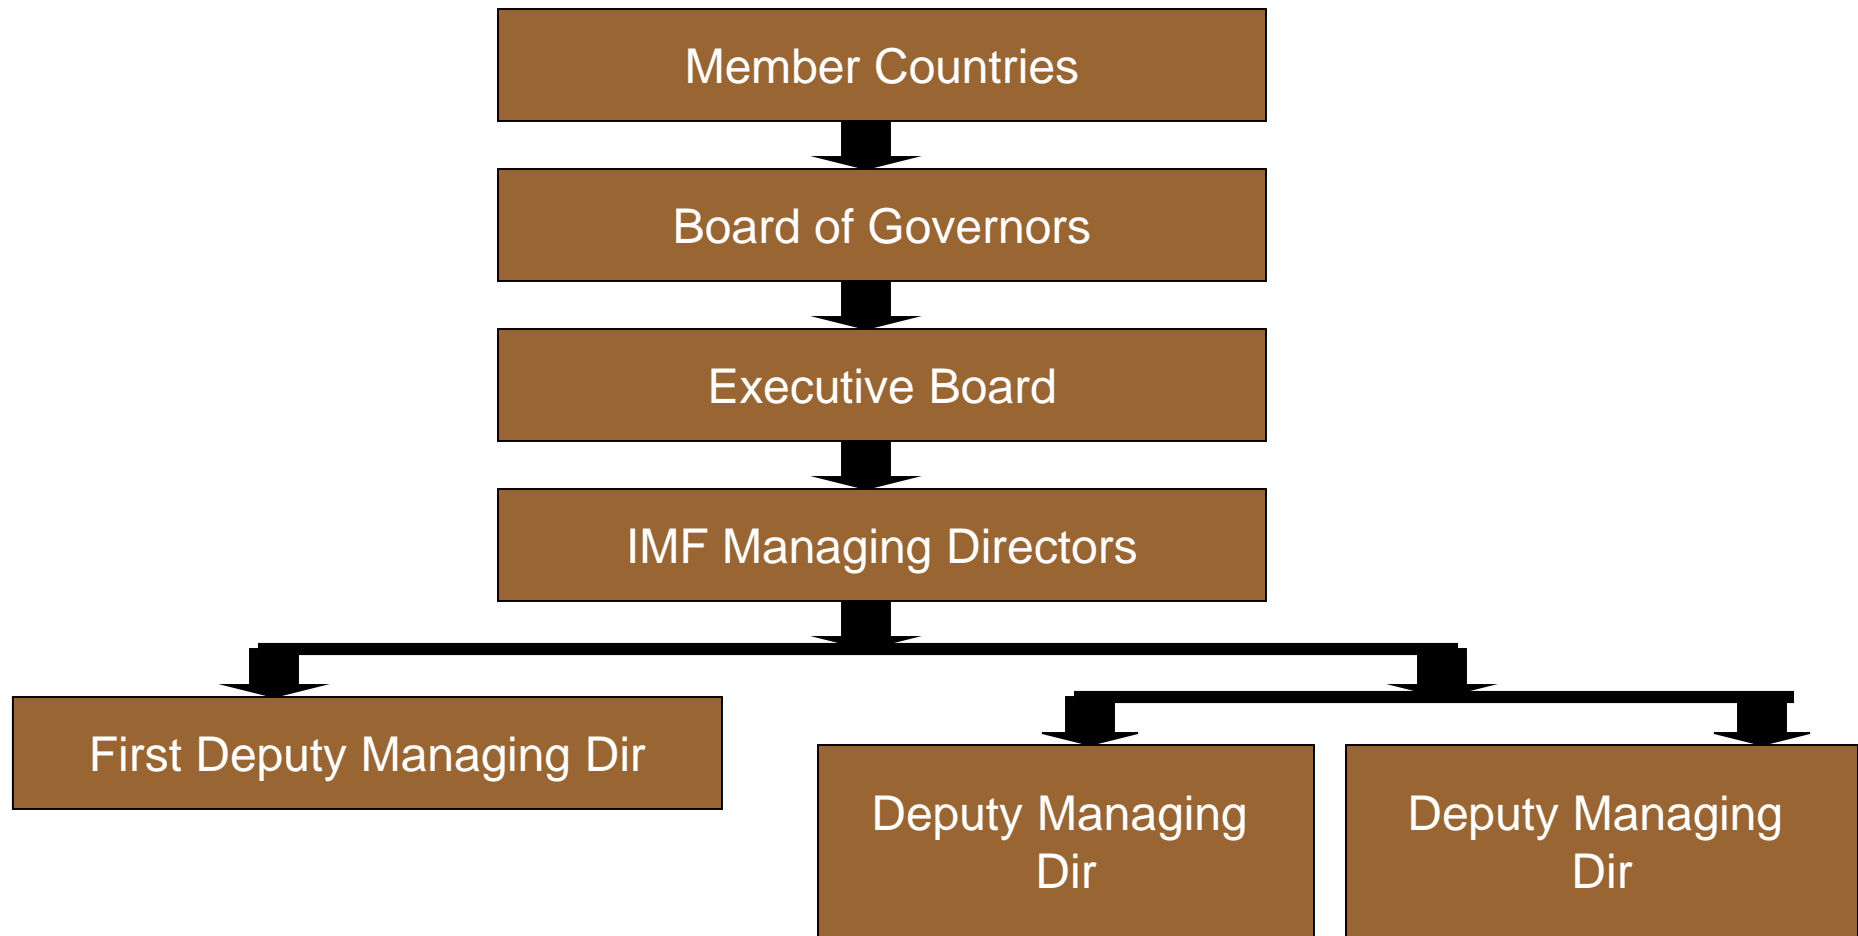 Member Countries
Board of Governors
Executive Board
IMF Managing Directors
First Deputy Managing Dir
Deputy Managing
Dir
Deputy Managing
Dir